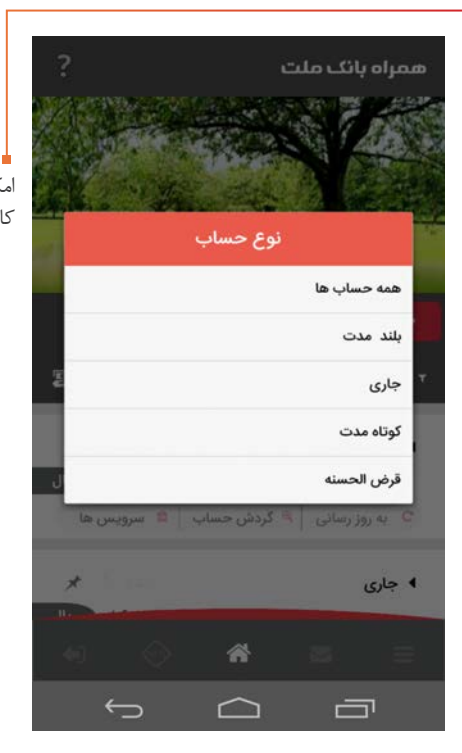 همراه بانک ملت
?
نوع حساب
همه حساب ها
بلند مدت
جاری
کوتاه مدت
قرض الحسنه
به روز رسانی
گردش حساب
سرویس ها
جاری